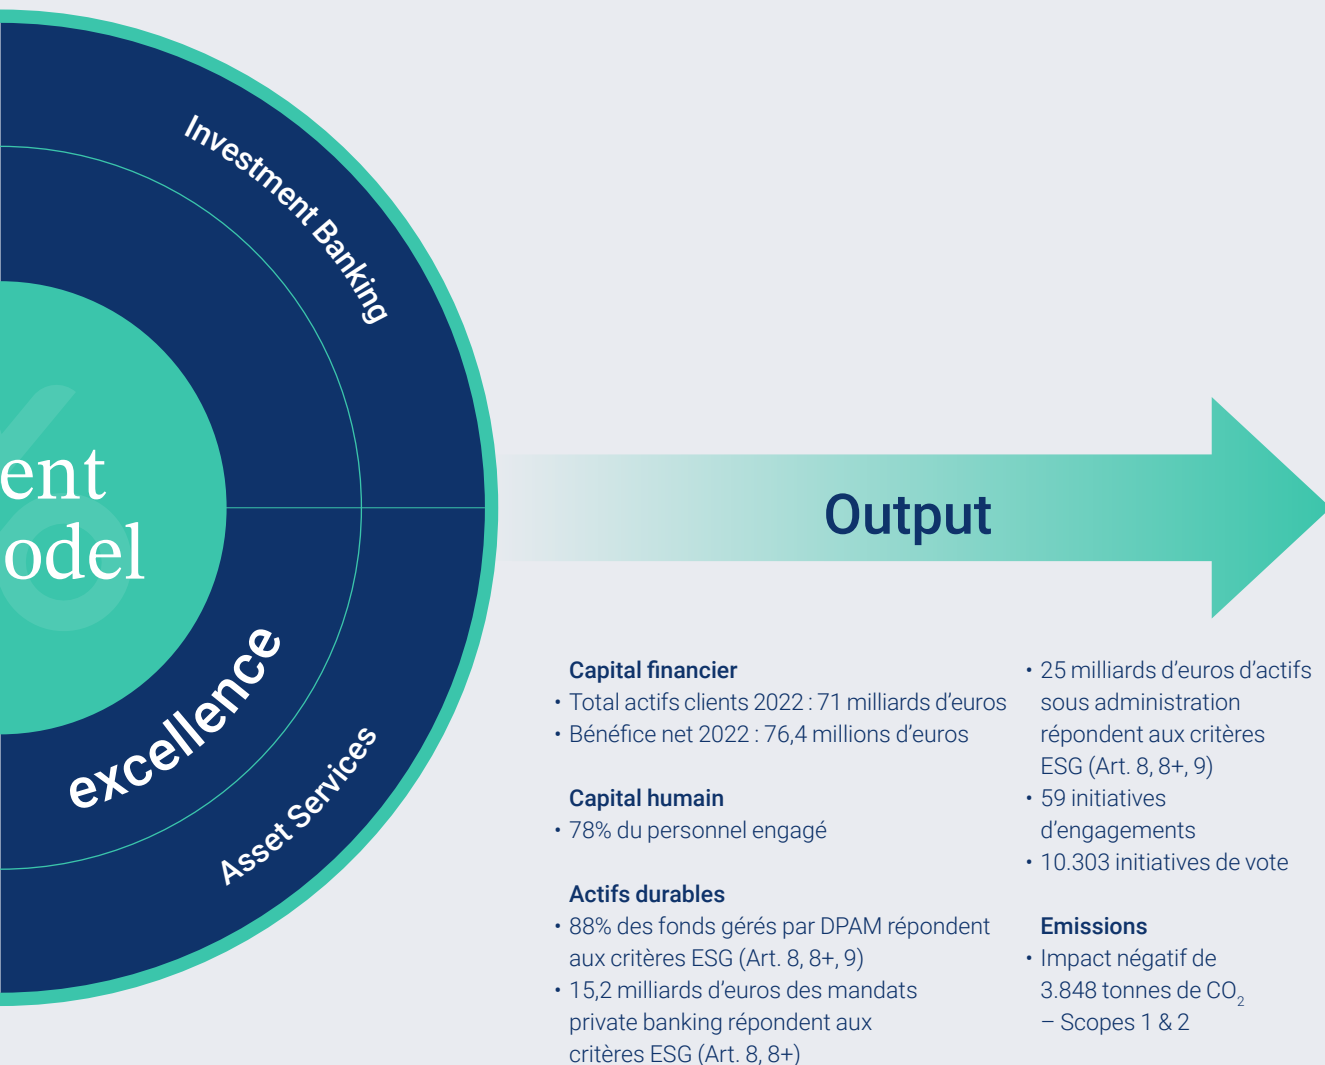 Investment Banking
ent
odel
excellence
Asset Services
Output
Capital financier
• Total actifs clients 2022 : 71 milliards d’euros
• Bénéfice net 2022 : 76,4 millions d’euros
Capital humain
• 78% du personnel engagé
Actifs durables
• 88% des fonds gérés par DPAM répondent
aux critères ESG (Art. 8, 8+, 9)
• 15,2 milliards d’euros des mandats
private banking répondent aux
critères ESG (Art. 8, 8+)
• 25 milliards d’euros d’actifs
sous administration
répondent aux critères
ESG (Art. 8, 8+, 9)
• 59 initiatives
d’engagements
• 10.303 initiatives de vote
Emissions
• Impact négatif de
3.848 tonnes de CO₂
– Scopes 1 & 2